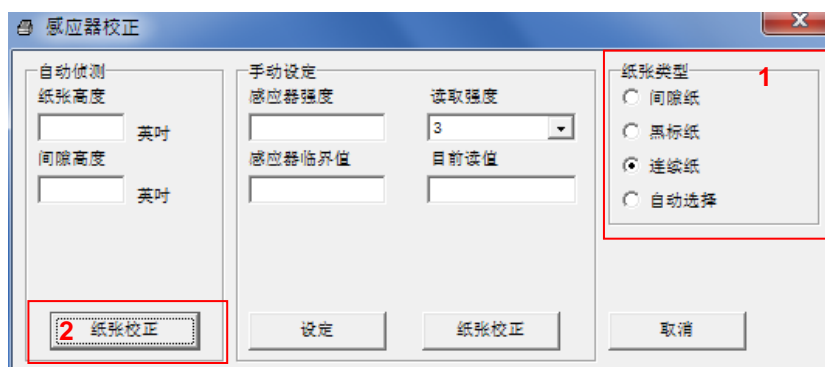 感应器校正
自动侦测
纸张高度
英吋
间隙高度
英吋
2 纸张校正
手动设定
感应器强度
读取强度
3
感应器临界值
目前读值
设定
纸张校正
纸张类型
1
间隙纸
黑标纸
连续纸
自动选择
取消